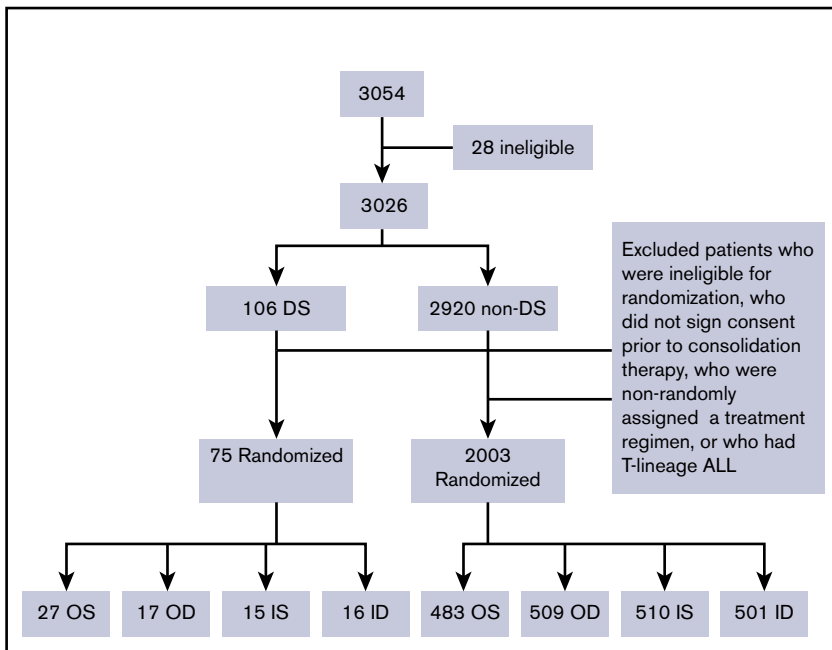 3054
28 ineligible
3026
106 DS
2920 non-DS
Excluded patients who
were ineligible for
randomization, who
did not sign consent
prior to consolidation
therapy, who were
non-randomly
assigned a treatment
regimen, or who had
T-lineage ALL
75 Randomized
2003
Randomized
27 OS
17 OD
15 IS
16 ID
483 OS
509 OD
510 IS
501 ID